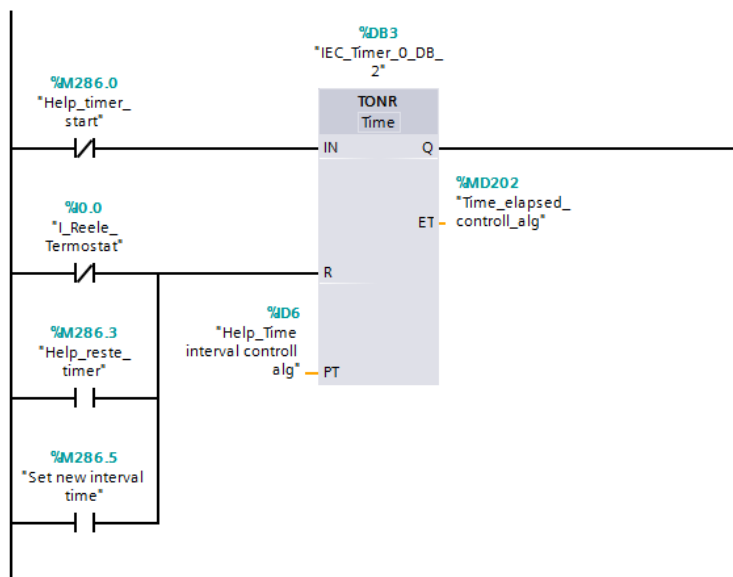 %DB3
"IEC_Timer_0_DB_
2"
%M286.0
"Help_timer_
start"
TONR
Time
IN
Q
%MD202
"Time_elapsed_
controll_alg"
ET
%I0.0
"I_Reele_
Termostat"
R
%ID6
"Help_Time
interval controll
alg"
PT
%M286.3
"Help_reste_
timer"
%M286.5
"Set new interval
time"